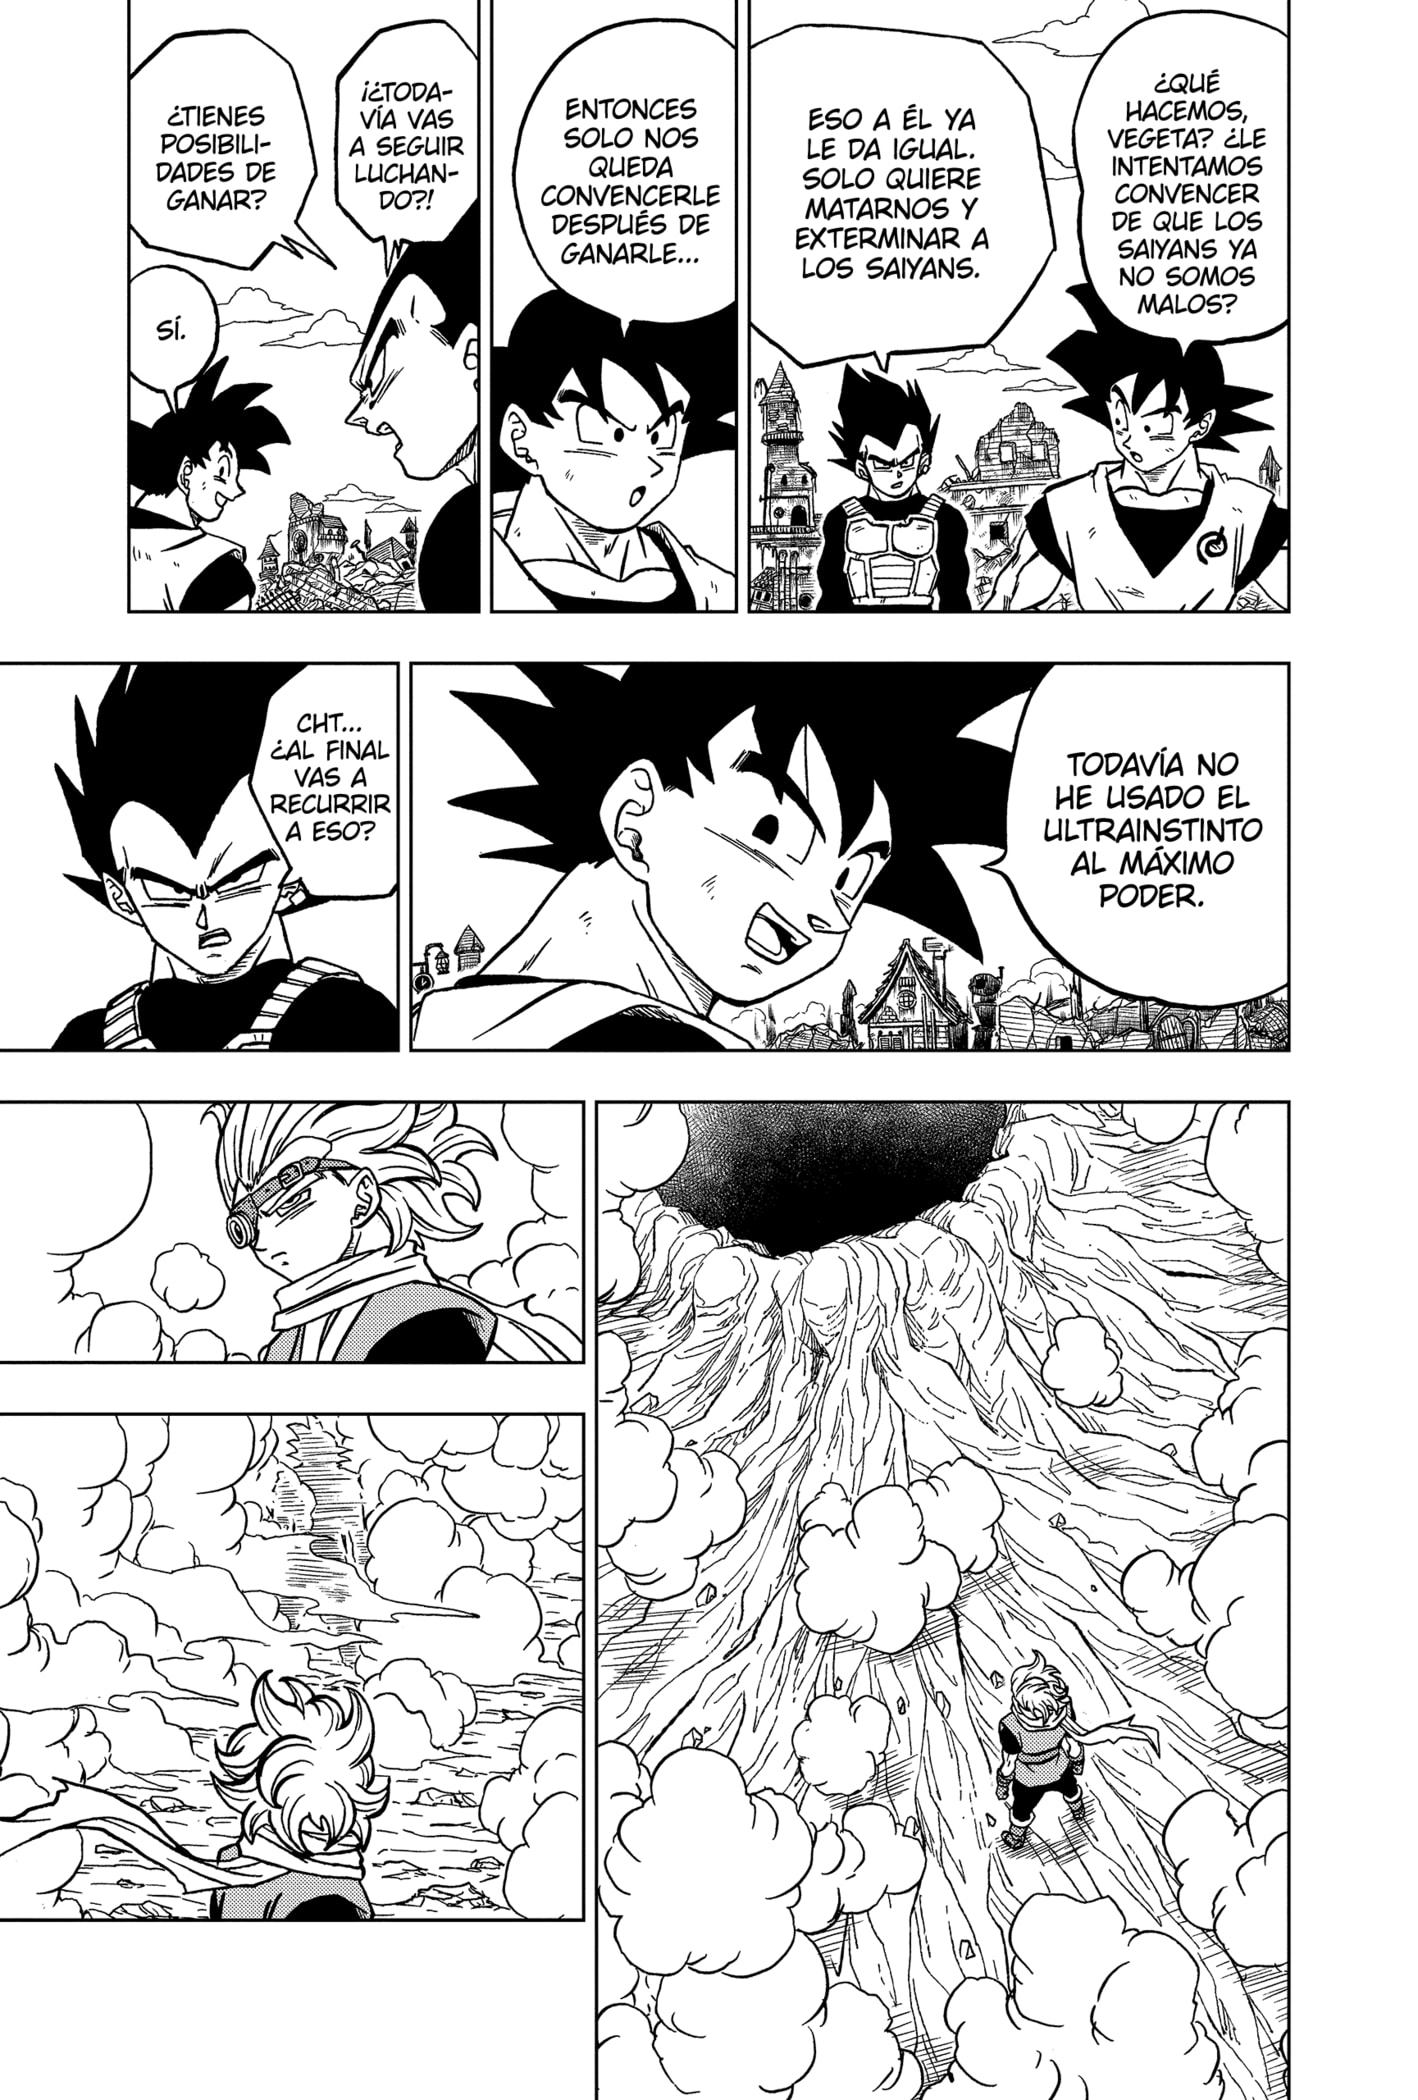 ¿QUÉ
HACEMOS,
VEGETA? ¿LE
INTENTAMOS
CONVENCER
DE QUE LOS
SAIYANS YA
NO SOMOS
MALOS?
ESO A ÉL YA
LE DA IGUAL.
SOLO QUIERE
MATARNOS Y
EXTERMINAR A
LOS SAIYANS.
ENTONCES
SOLO NOS
QUEDA
CONVENCERLE
DESPUÉS DE
GANARLE...
¡¿TODA-
VÍA VAS
A SEGUIR
LUCHAN-
DO?!
¿TIENES
POSIBILI-
DADES DE
GANAR?
SÍ.
TODAVÍA NO
HE USADO EL
ULTRAINSTINTO
AL MÁXIMO
PODER.
CHT...
¿AL FINAL
VAS A
RECURRIR
A ESO?